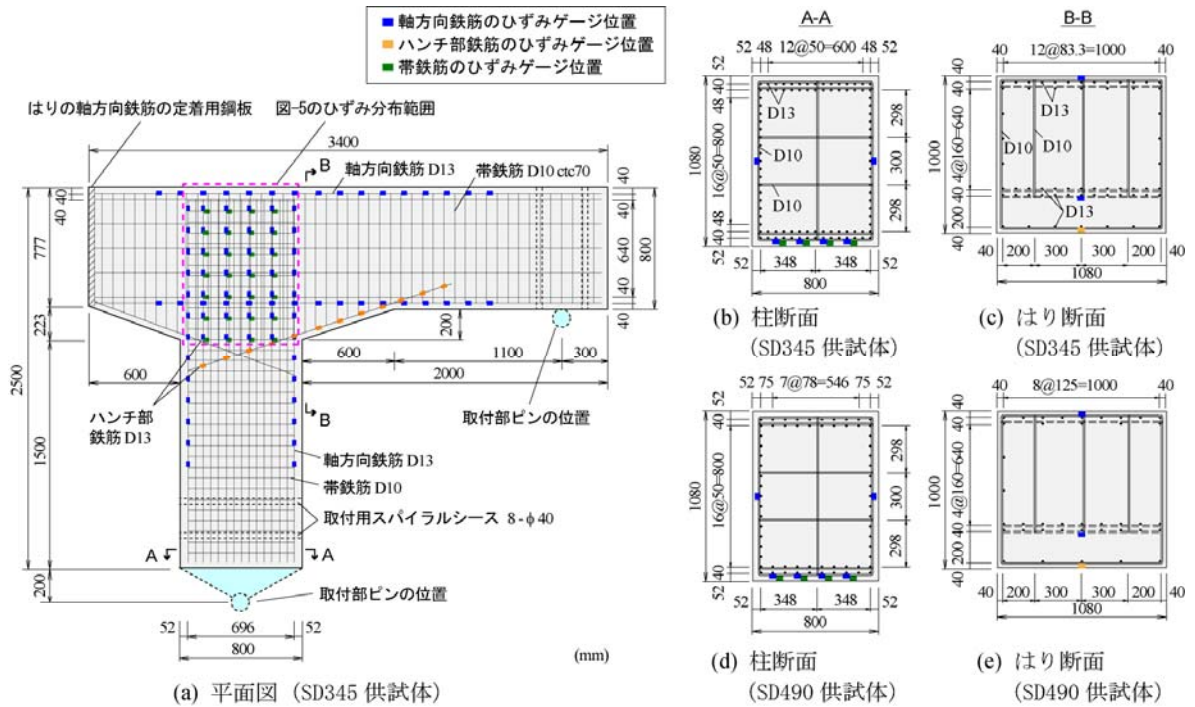 軸方向鉄筋のひずみゲージ位置
ハンチ部鉄筋のひずみゲージ位置
帯鉄筋のひずみゲージ位置
はりの軸方向鉄筋の定着用鋼板
図-5のひずみ分布範囲
3400
B
軸方向鉄筋 D13
帯鉄筋 D10 ctc70
40
40
777
223
2500
1500
200
40
40
640
800
40
40
200
600
600
1100
300
2000
ハンチ部
鉄筋 D13
B
取付部ピンの位置
軸方向鉄筋 D13
帯鉄筋 D10
取付用スパイラルシース 8-φ40
A
A
取付部ピンの位置
52
696
52
800
(mm)
(a) 平面図 (SD345 供試体)
A-A
52 48 12@50=600 48 52
52
40
48
16@50=800
48
40
52
1080
D13
D10
D10
298
300
298
52
348
348
52
800
(b) 柱断面
(SD345 供試体)
B-B
40
12@83.3=1000
40
40
40
4@160=640
40
200
40
1000
D13
D10
D10
D13
200
300
300
200
40
40
1080
(c) はり断面
(SD345 供試体)
52 75 7@78=546 75 52
52
40
16@50=800
40
52
1080
298
300
298
52
348
348
52
800
(d) 柱断面
(SD490 供試体)
40
8@125=1000
40
40
40
4@160=640
40
200
40
1000
200
300
300
200
40
40
1080
(e) はり断面
(SD490 供試体)